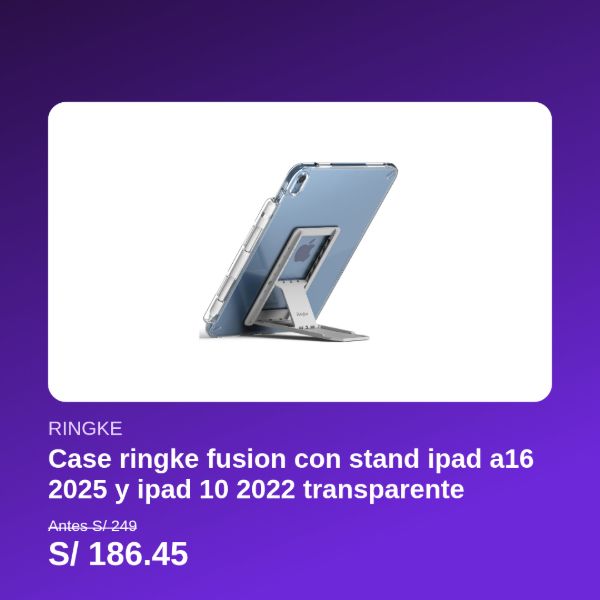 RINGKE
Case ringke fusion con stand ipad a16
2025 y ipad 10 2022 transparente
Antes S/ 249
S/ 186.45